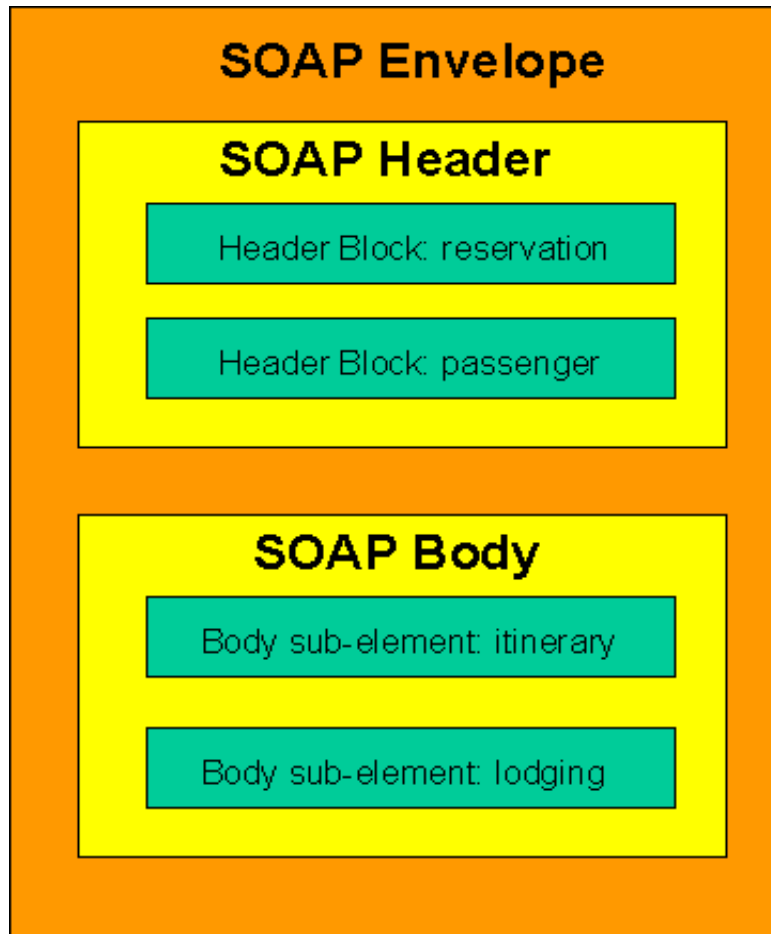 SOAP Envelope
SOAP Header
Header Block: reservation
Header Block: passenger
SOAP Body
Body sub-element: itinerary
Body sub-element: lodging